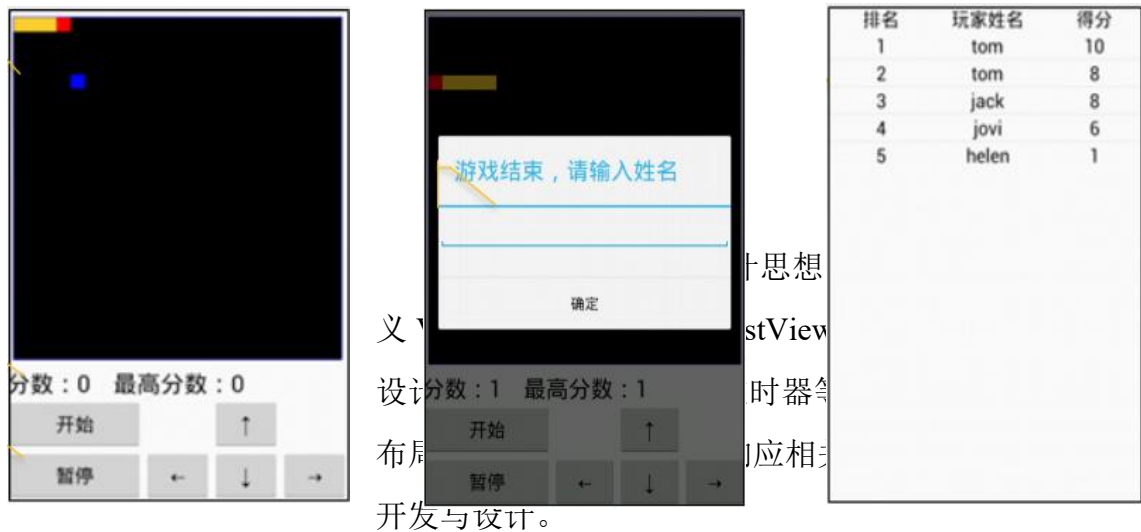 分数：0 最高分数：0
开始 ↑
暂停 ← ↓ →
游戏结束，请输入姓名
确定
分数：1 最高分数：1
开始 ↑
暂停 ← ↓ →
排名 玩家姓名 得分
1 tom 10
2 tom 8
3 jack 8
4 jovi 6
5 helen 1
思想
义 stView
设计 时器
布局 应相
开发与设计。